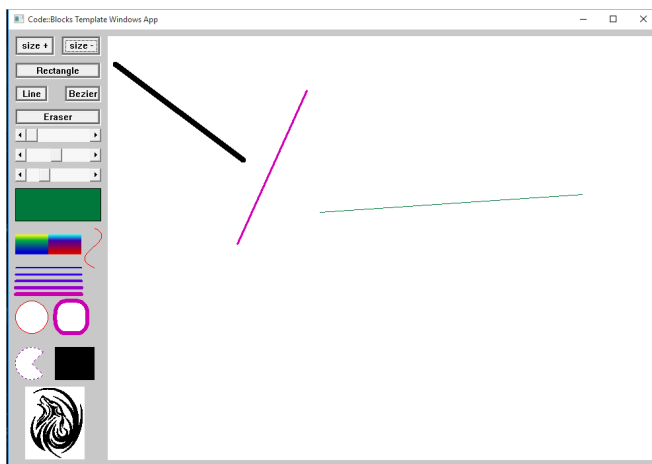 Code::Blocks Template Windows App
size + size -
Rectangle
Line Bezier
Eraser